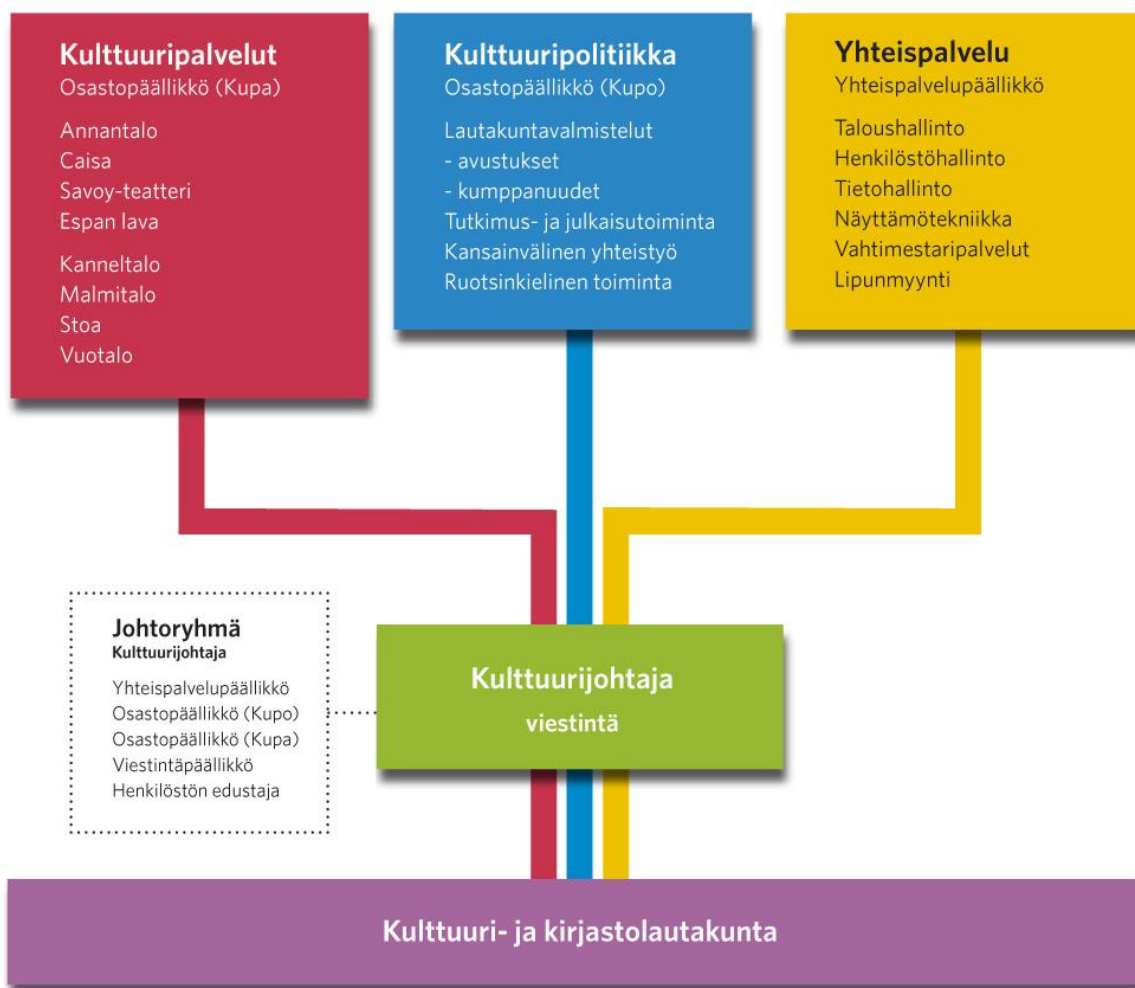 Kulttuuripalvelut
Osastopäällikkö (Kupa)
Annantalo
Caisa
Savoy-teatteri
Espan lava
Kanneltalo
Malmitalo
Stoa
Vuotalo
Kulttuuripolitiikka
Osastopäällikkö (Kupo)
Lautakuntavalmistelut
- avustukset
- kumppanuudet
Tutkimus- ja julkaisutoiminta
Kansainvälinen yhteistyö
Ruotsinkielinen toiminta
Yhteispalvelu
Yhteispalvelupäällikkö
Taloushallinto
Henkilöstöhallinto
Tietohallinto
Näyttämötekniikka
Vahtimestaripalvelut
Lipunmyynti
Johtoryhmä
Kulttuurijohtaja
Yhteispalvelupäällikkö
Osastopäällikkö (Kupo)
Osastopäällikkö (Kupa)
Viestintäpäällikkö
Henkilöstön edustaja
Kulttuurijohtaja
viestintä
Kulttuuri- ja kirjastolautakunta